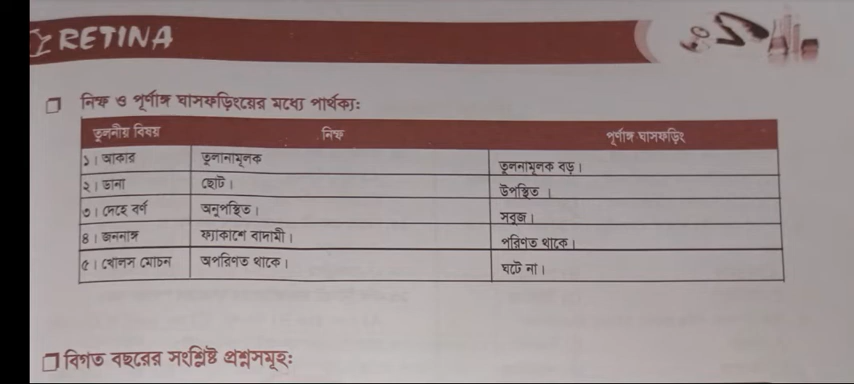 RETINA
নিম্ফ ও পূর্ণাঙ্গ ঘাসফড়িংয়ের মধ্যে পার্থক্য:
তুলনীয় বিষয় নিম্ফ পূর্ণাঙ্গ ঘাসফড়িং
১। আকার তুলানামূলক তুলনামূলক বড়।
২। ডানা ছোট। উপস্থিত।
৩। দেহে বর্ণ অনুপস্থিত। সবুজ।
৪। জননাঙ্গ ফ্যাকাশে বাদামী। পরিণত থাকে।
৫। খোলস মোচন অপরিণত থাকে। ঘটে না।
বিগত বছরের সংশ্লিষ্ট প্রশ্নসমূহ: